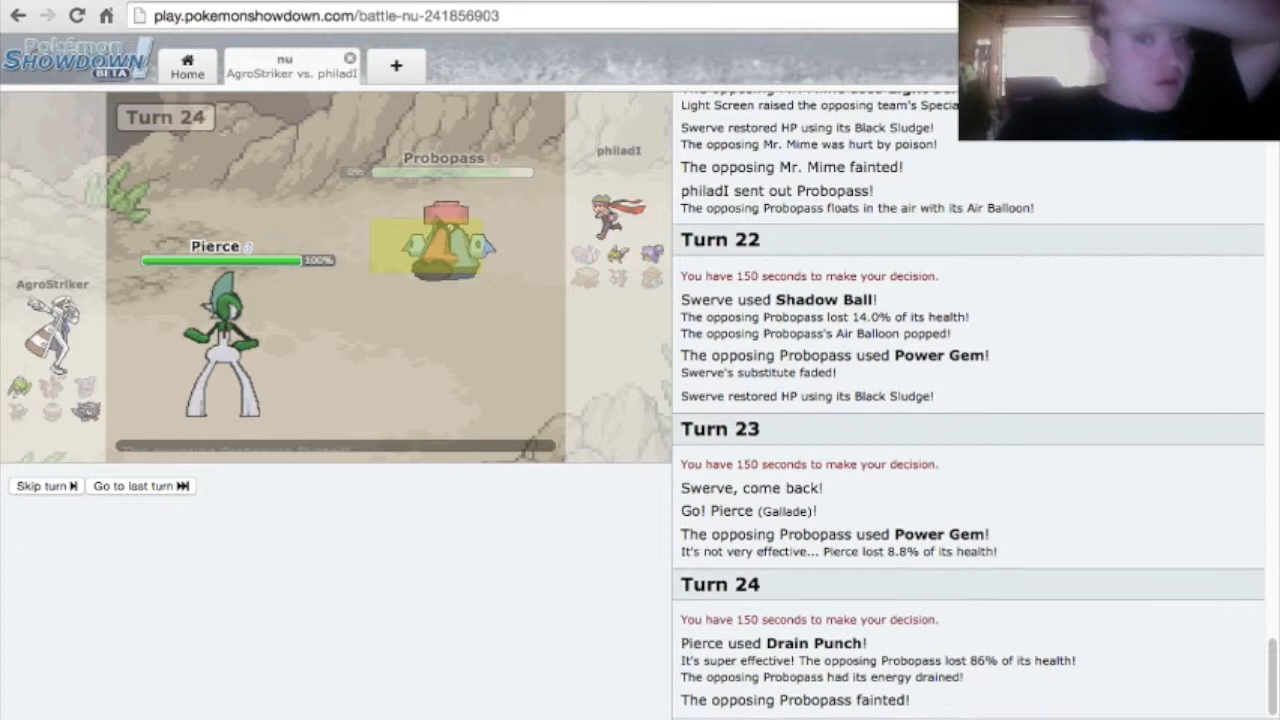 play.pokemonshowdown.com/battle-nu-241856903
Pokémon
SHOWDOWN!
BETA
Home
nu
AgroStriker vs. philadI
+
Turn 24
Probopass
0%
philadI
Pierce
100%
AgroStriker
Skip turn
Go to last turn
Light Screen raised the opposing team's Specia
Swerve restored HP using its Black Sludge!
The opposing Mr. Mime was hurt by poison!
The opposing Mr. Mime fainted!
philadI sent out Probopass!
The opposing Probopass floats in the air with its Air Balloon!
Turn 22
You have 150 seconds to make your decision.
Swerve used Shadow Ball!
The opposing Probopass lost 14.0% of its health!
The opposing Probopass's Air Balloon popped!
The opposing Probopass used Power Gem!
Swerve's substitute faded!
Swerve restored HP using its Black Sludge!
Turn 23
You have 150 seconds to make your decision.
Swerve, come back!
Go! Pierce (Gallade)!
The opposing Probopass used Power Gem!
It's not very effective... Pierce lost 8.8% of its health!
Turn 24
You have 150 seconds to make your decision.
Pierce used Drain Punch!
It's super effective! The opposing Probopass lost 86% of its health!
The opposing Probopass had its energy drained!
The opposing Probopass fainted!